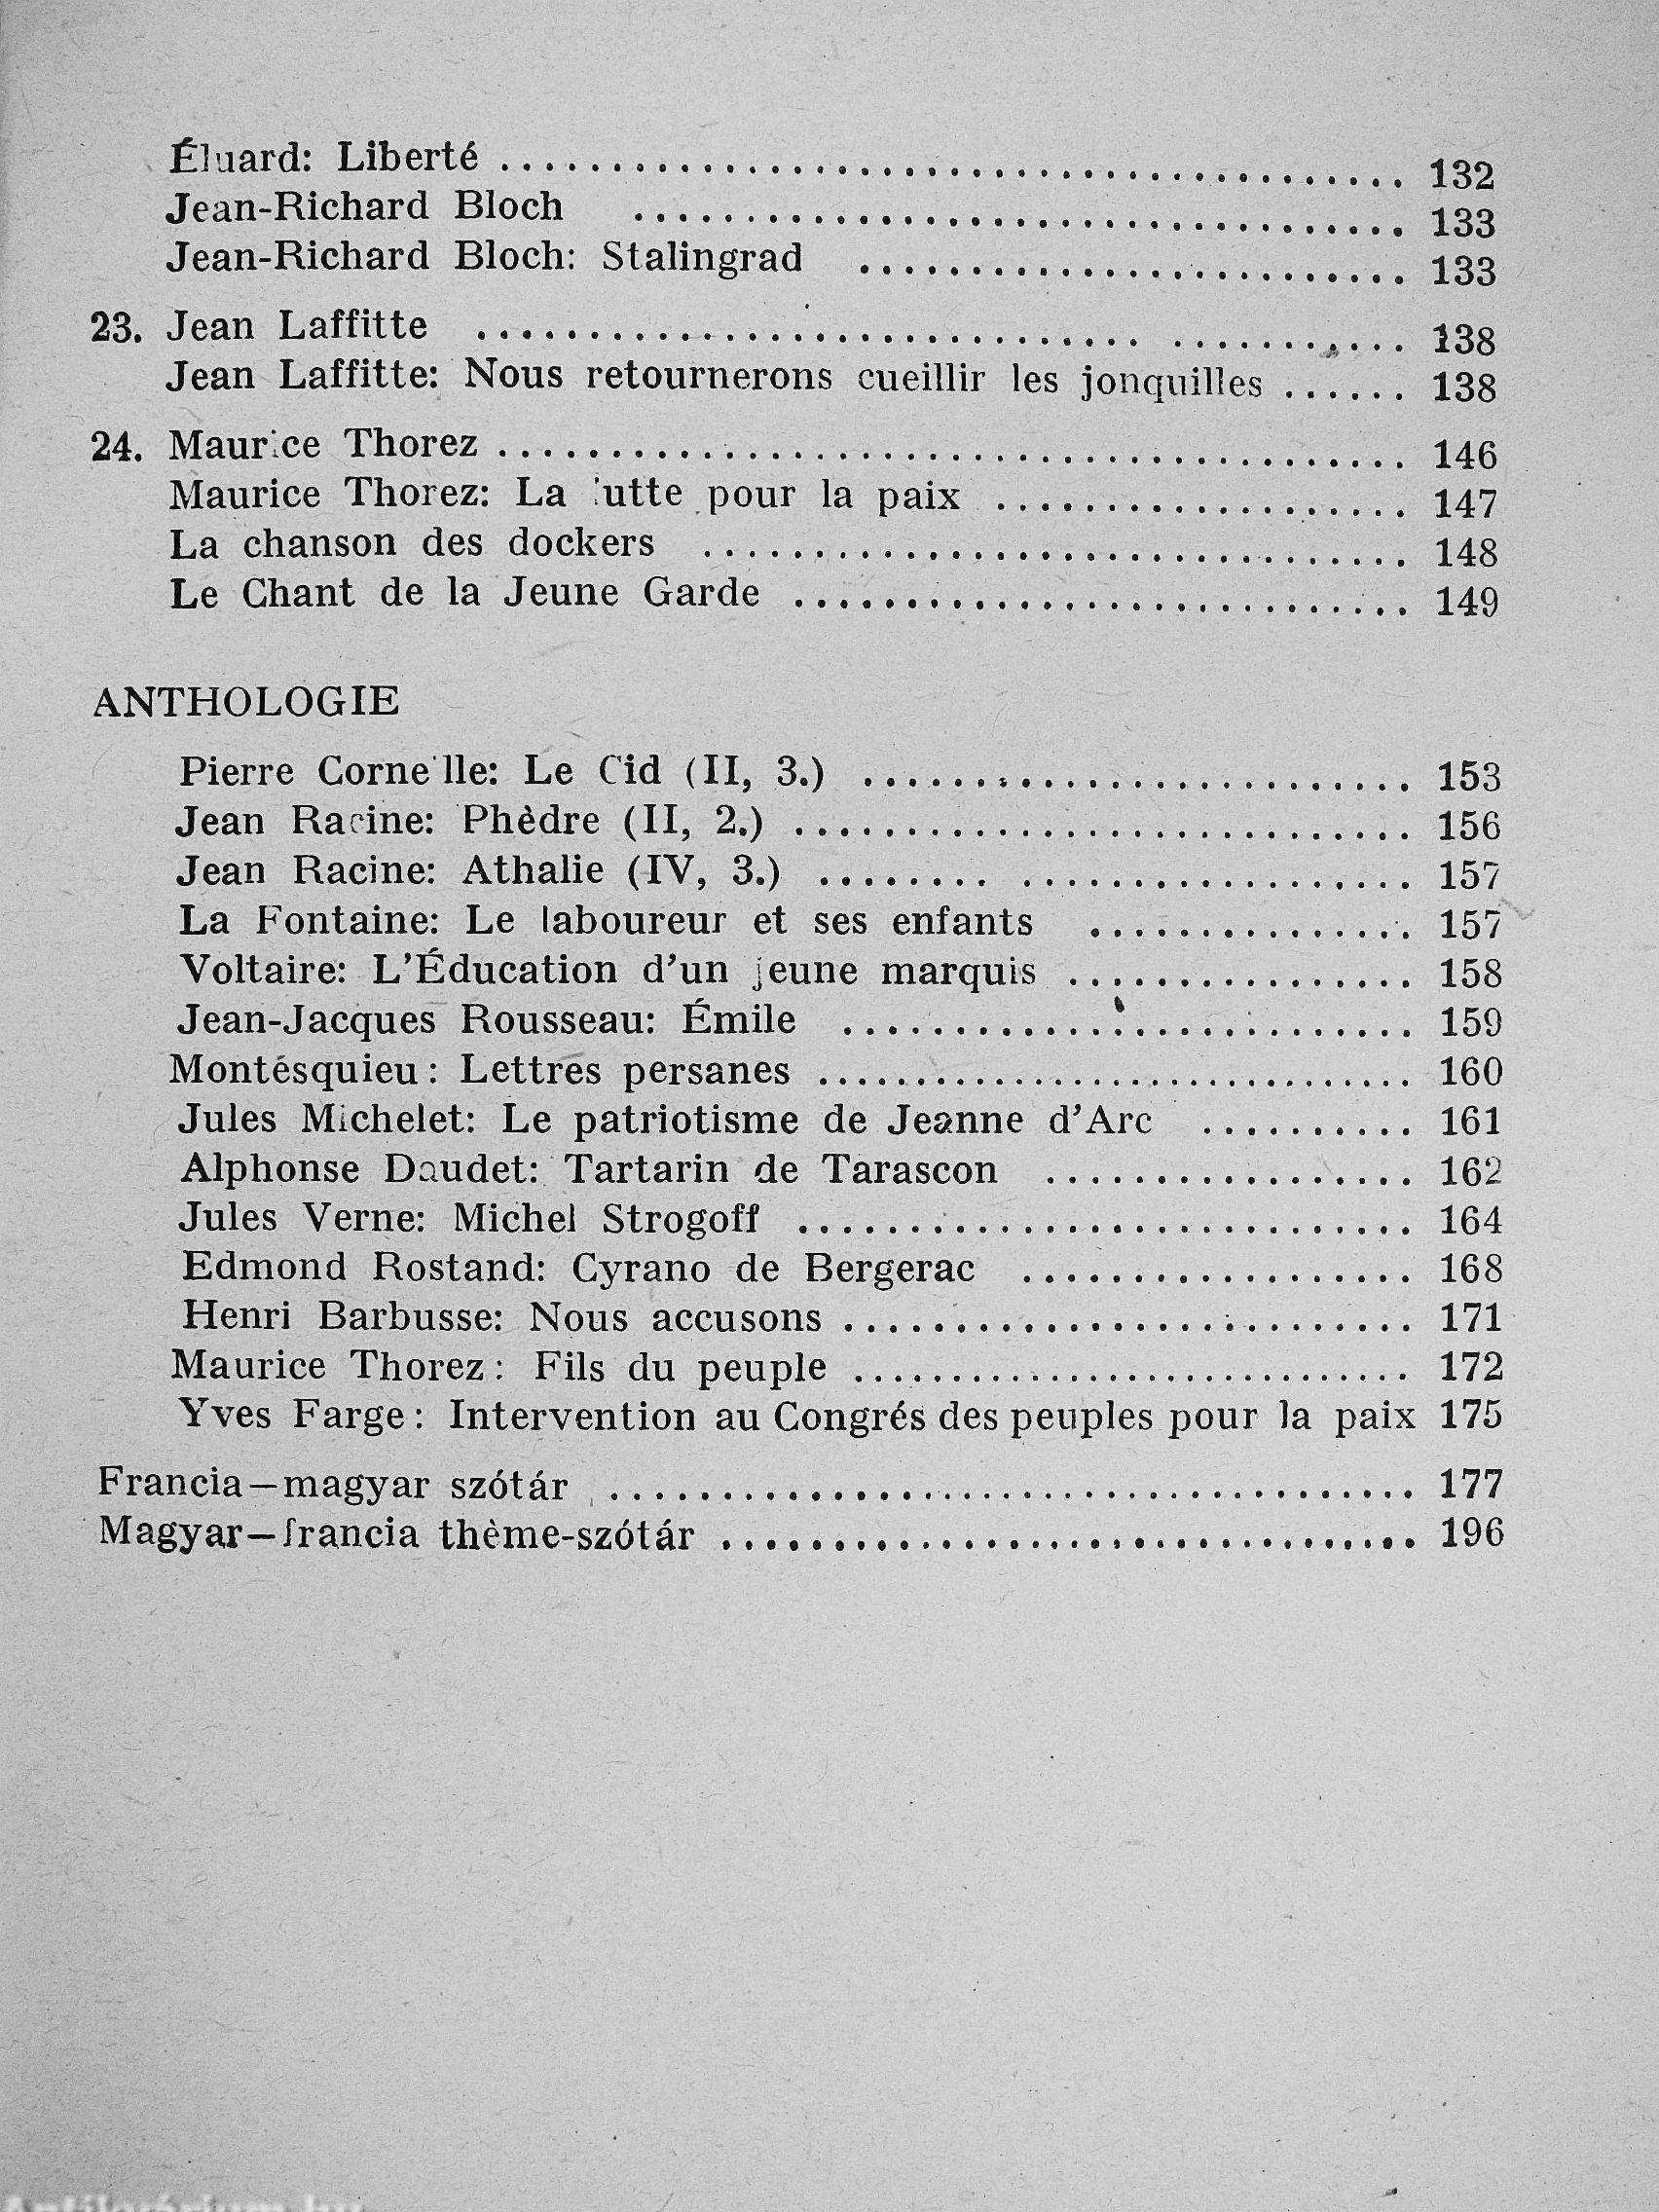 Éluard: Liberté ........................................ 132
Jean-Richard Bloch .................................. 133
Jean-Richard Bloch: Stalingrad ......................... 133
23. Jean Laffitte ......................................... 138
Jean Laffitte: Nous retournerons cueillir les jonquilles ...... 138
24. Maurice Thorez ......................................... 146
Maurice Thorez: La lutte pour la paix ................... 147
La chanson des dockers ................................ 148
Le Chant de la Jeune Garde ............................ 149
ANTHOLOGIE
Pierre Corneille: Le Cid (II, 3.) ......................... 153
Jean Racine: Phèdre (II, 2.) ............................ 156
Jean Racine: Athalie (IV, 3.) .......................... 157
La Fontaine: Le laboureur et ses enfants ............... 157
Voltaire: L'Éducation d'un jeune marquis ................ 158
Jean-Jacques Rousseau: Émile .......................... 159
Montésquieu: Lettres persanes ........................... 160
Jules Michelet: Le patriotisme de Jeanne d'Arc .......... 161
Alphonse Daudet: Tartarin de Tarascon ................. 162
Jules Verne: Michel Strogoff ............................ 164
Edmond Rostand: Cyrano de Bergerac .................. 168
Henri Barbusse: Nous accusons .......................... 171
Maurice Thorez: Fils du peuple ......................... 172
Yves Farge: Intervention au Congrés des peuples pour la paix 175
Francia—magyar szótár .................................... 177
Magyar—francia thème-szótár ................................ 196